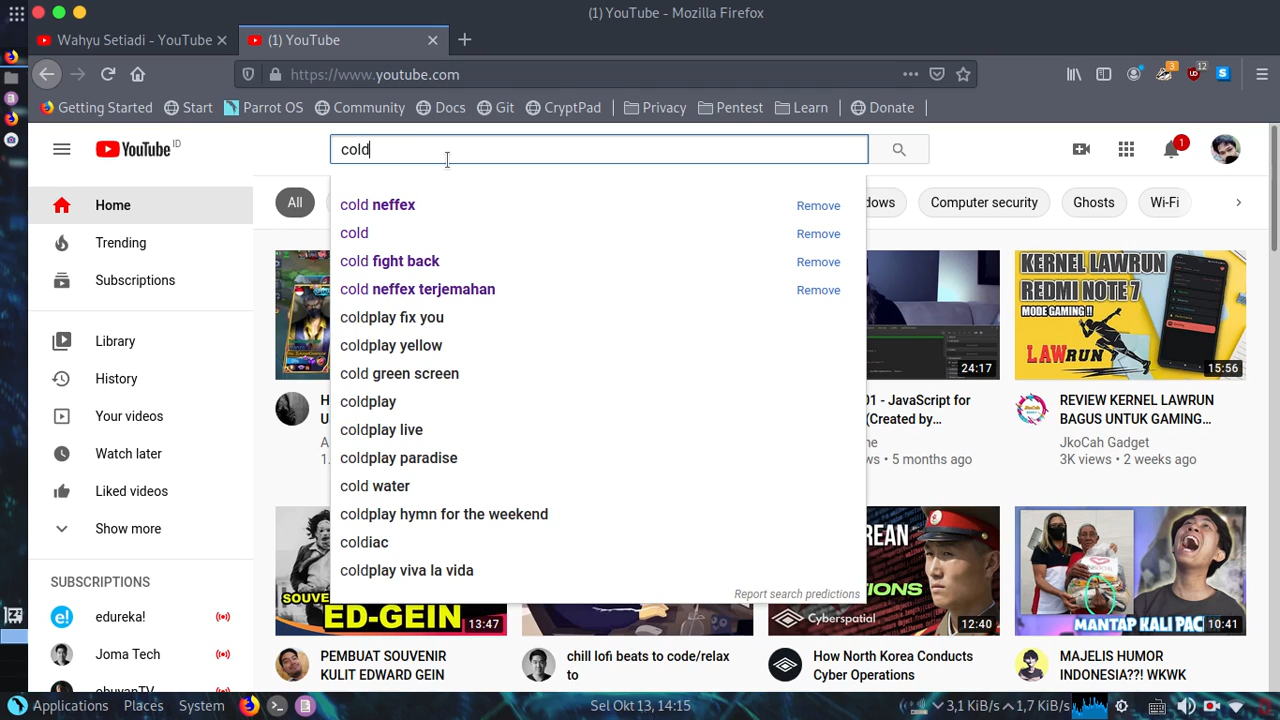 (1) YouTube - Mozilla Firefox
Wahyu Setiadi - YouTube
(1) YouTube
https://www.youtube.com
3
12
Getting Started
Start
Parrot OS
Community
Docs
Git
CryptPad
Privacy
Pentest
Learn
Donate
YouTube ID
cold
1
Home
Trending
Subscriptions
Library
History
Your videos
Watch later
Liked videos
Show more
SUBSCRIPTIONS
edureka!
Joma Tech
All
Computer security
Ghosts
Wi-Fi
cold neffex Remove
cold Remove
cold fight back Remove
cold neffex terjemahan Remove
coldplay fix you
coldplay yellow
cold green screen
coldplay
coldplay live
coldplay paradise
cold water
coldplay hymn for the weekend
coldiac
coldplay viva la vida
Report search predictions
24:17
01 - JavaScript for
(Created by...
5 months ago
KERNEL LAWRUN
REDMI NOTE 7
MODE GAMING !!
LAWRUN
15:56
REVIEW KERNEL LAWRUN
BAGUS UNTUK GAMING...
JkoCah Gadget
3K views • 2 weeks ago
ED-GEIN
13:47
PEMBUAT SOUVENIR
KULIT EDWARD GEIN
chill lofi beats to code/relax
to
Cyberspatial
12:40
How North Korea Conducts
Cyber Operations
MANTAP KALI PAC
10:41
MAJELIS HUMOR
INDONESIA??! WKWK
Applications
Places
System
Sel Okt 13, 14:15
3,1 KiB/s
1,7 KiB/s